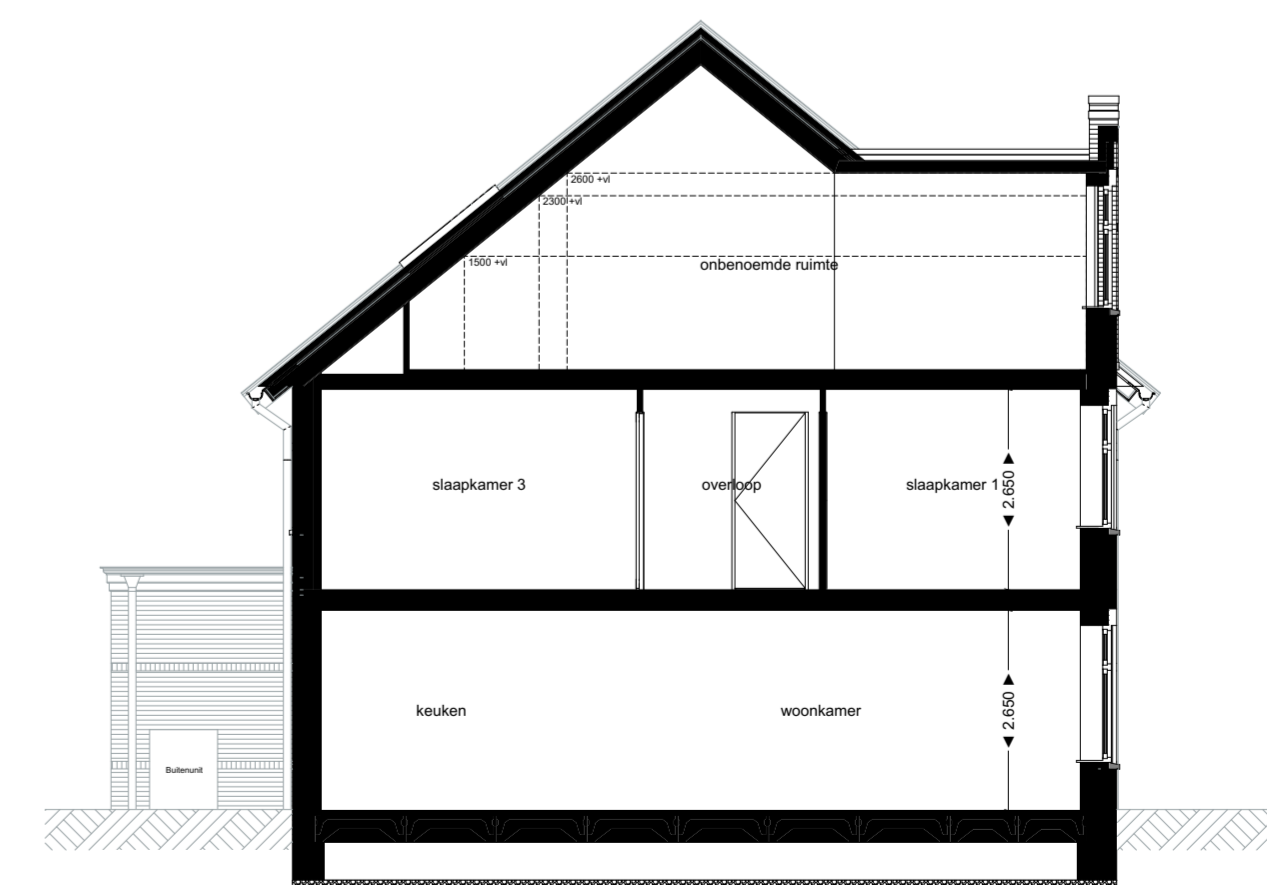 2600 +vl
2300 +vl
1500 +vl
onbenoemde ruimte
slaapkamer 3
overloop
slaapkamer 1
2.650
keuken
woonkamer
2.650
Buitenunit